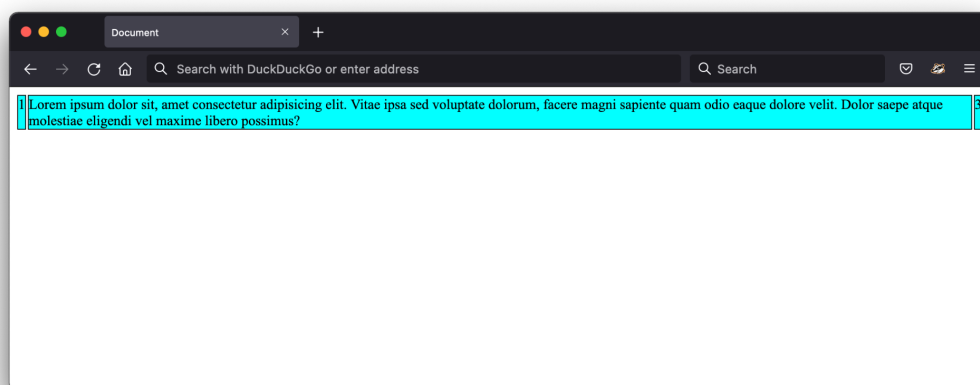 Document
Search with DuckDuckGo or enter address
Search
1 Lorem ipsum dolor sit, amet consectetur adipisicing elit. Vitae ipsa sed voluptate dolorum, facere magni sapiente quam odio eaque dolore velit. Dolor saepe atque 3
molestiae eligendi vel maxime libero possimus?